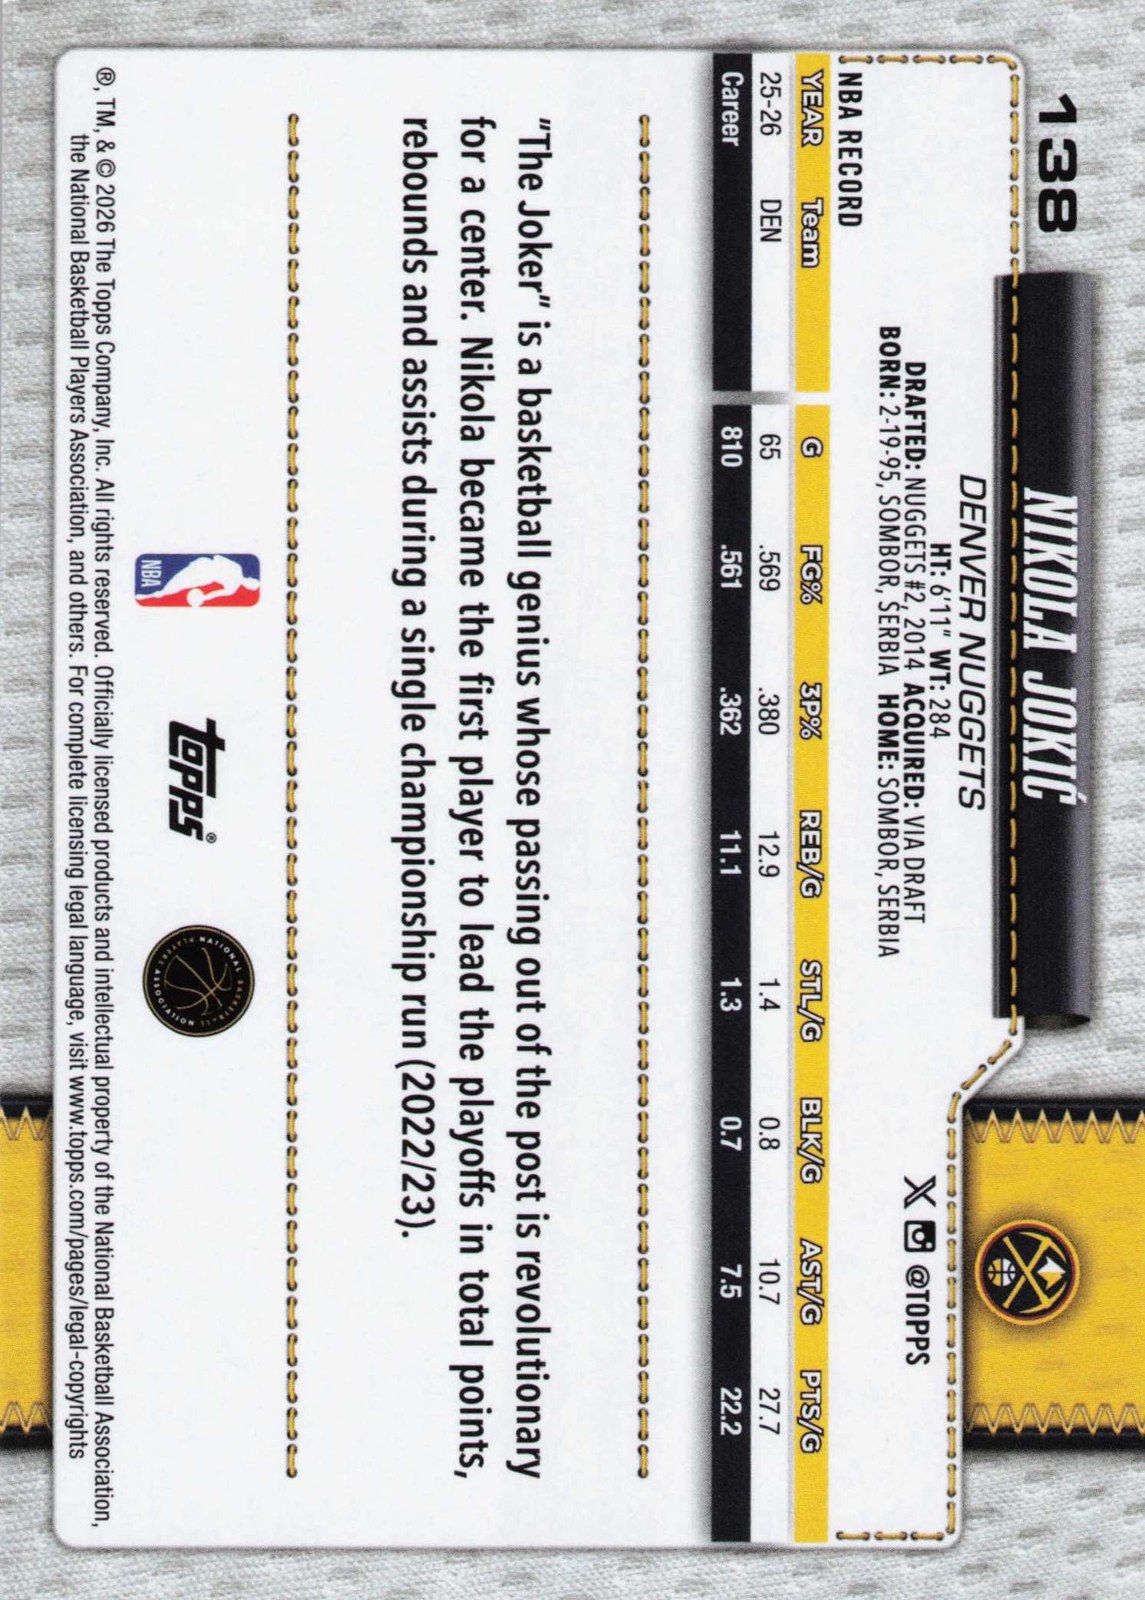 138
NIKOLA JOKIĆ
DENVER NUGGETS
HT: 6'11" WT: 284
DRAFTED: NUGGETS #2, 2014 ACQUIRED: VIA DRAFT
BORN: 2-19-95, SOMBOR, SERBIA HOME: SOMBOR, SERBIA
X @TOPPS
NBA RECORD
YEAR Team G FG% 3P% REB/G STL/G BLK/G AST/G PTS/G
25-26 DEN 65 .569 .380 12.9 1.4 0.8 10.7 27.7
Career 810 .561 .362 11.1 1.3 0.7 7.5 22.2
"The Joker" is a basketball genius whose passing out of the post is revolutionary
for a center. Nikola became the first player to lead the playoffs in total points,
rebounds and assists during a single championship run (2022/23).
NBA
topps®
NATIONAL BASKETBALL PLAYERS ASSOCIATION
®, TM, & © 2026 The Topps Company, Inc. All rights reserved. Officially licensed products and intellectual property of the National Basketball Association,
the National Basketball Players Association, and others. For complete licensing legal language, visit www.topps.com/pages/legal-copyrights